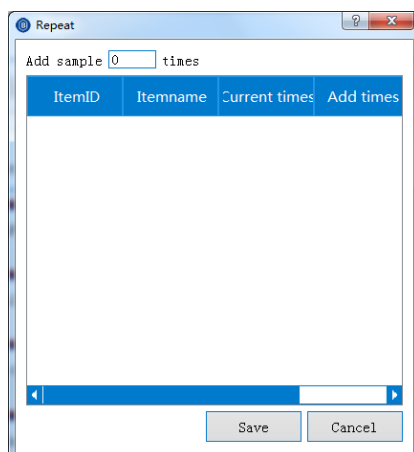 Repeat
Add sample 0 times
ItemID Itemname Current times Add times
Save Cancel